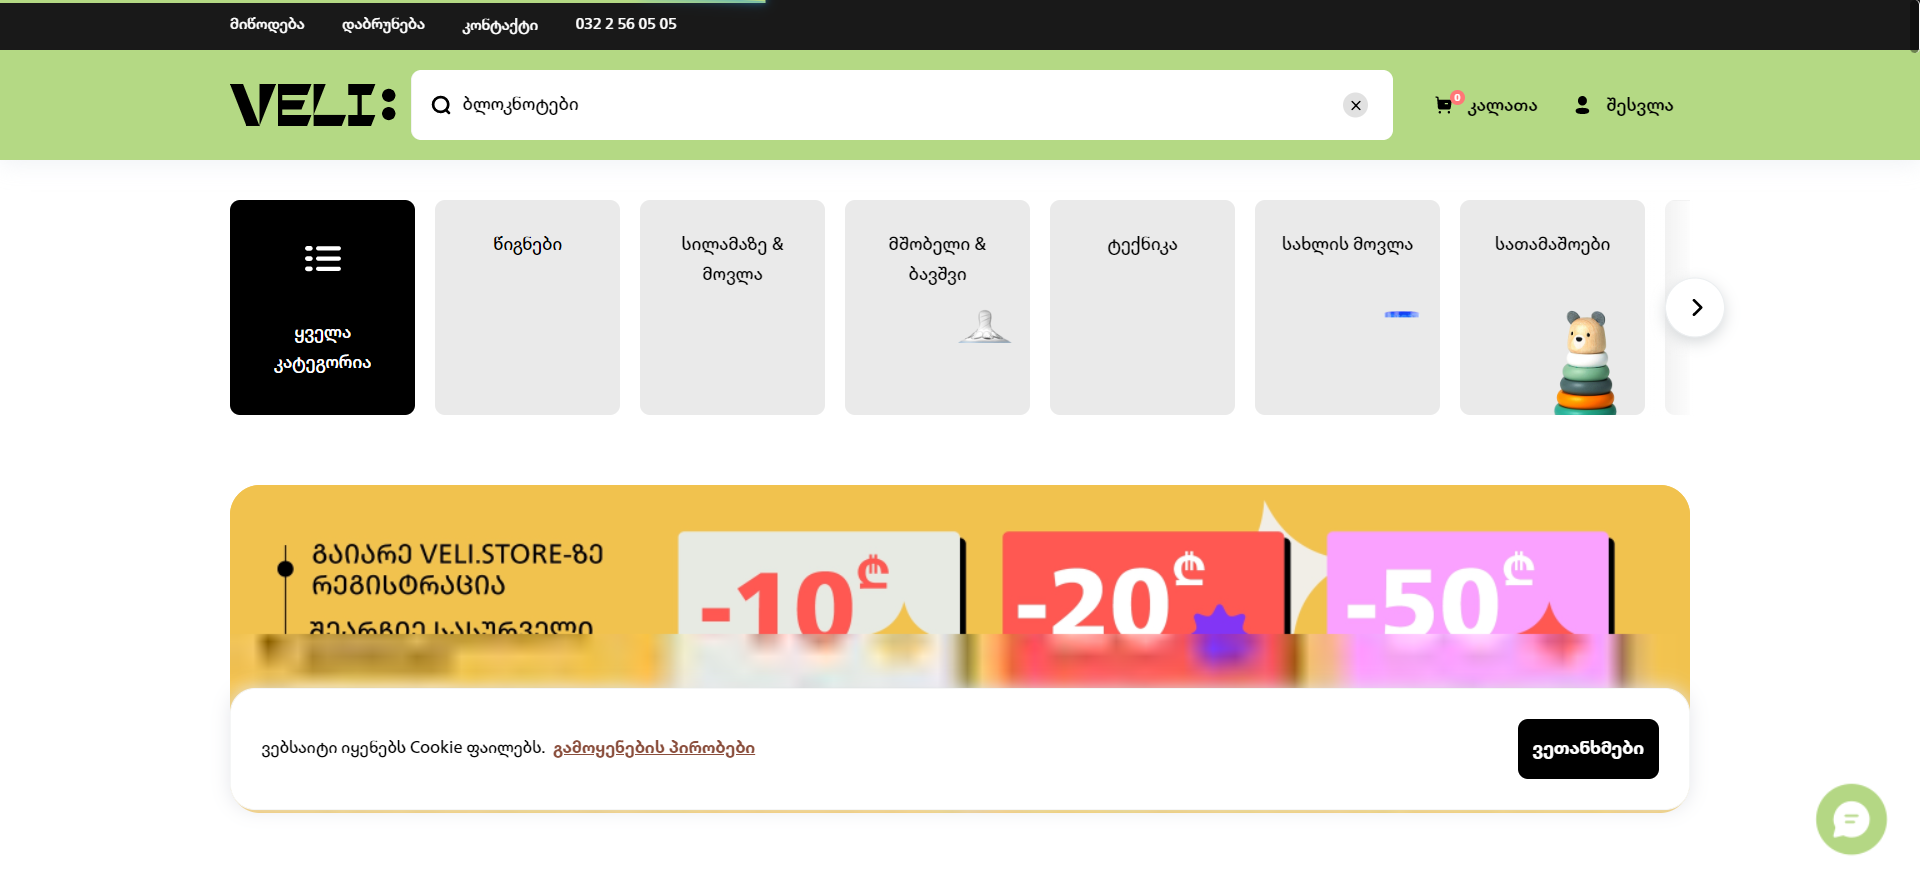 მიწოდება
დაბრუნება
კონტაქტი
032 2 56 05 05
VELI:
ბლოკნოტები
0
კალათა
შესვლა
ყველა
კატეგორია
წიგნები
სილამაზე &
მოვლა
მშობელი &
ბავშვი
ტექნიკა
სახლის მოვლა
სათამაშოები
გაიარე VELI.STORE-ზე
რეგისტრაცია
შეარჩიე სასურველი
-10₾
-20₾
-50₾
ვებსაიტი იყენებს Cookie ფაილებს. გამოყენების პირობები
ვეთანხმები